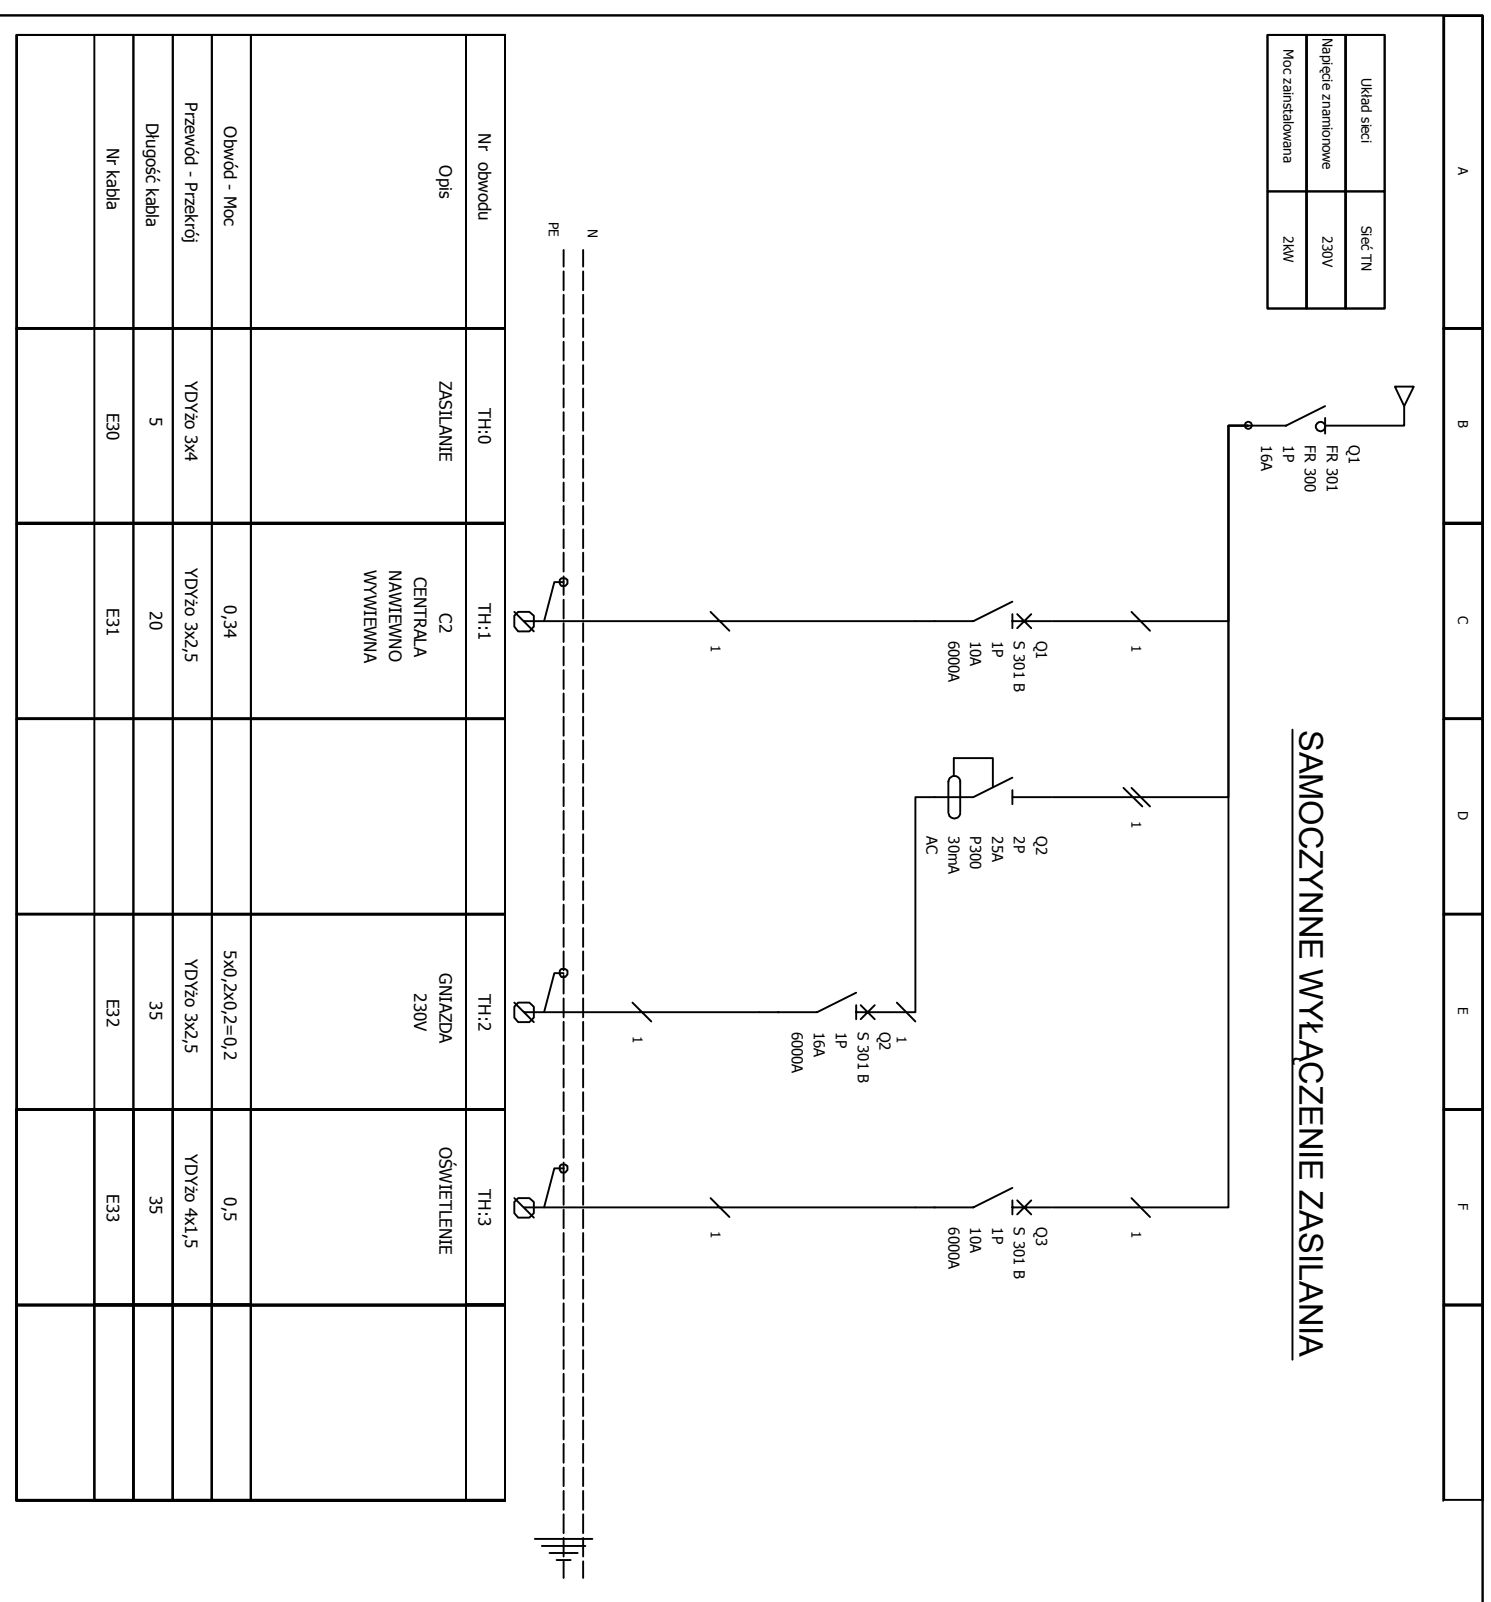 A
B
C
D
E
F
Układ sieci
Sieć TN
Napięcie znamionowe
230V
Moc zainstalowana
2kW
SAMOCZYNNE WYŁĄCZENIE ZASILANIA
Q1
FR 301
FR 300
1P
16A
1
Q1
S 301 B
1P
10A
6000A
1
1
Q2
2P
25A
P300
30mA
AC
1
Q2
S 301 B
1P
16A
6000A
1
1
Q3
S 301 B
1P
10A
6000A
1
N
PE
Nr obwodu
TH:0
TH:1
TH:2
TH:3
Opis
ZASILANIE
C2
CENTRALA
NAWIEWNO
WYWIEWNA
GNIAZDA
230V
OŚWIETLENIE
Obwód - Moc
0,34
5x0,2x0,2=0,2
0,5
Przewód - Przekrój
YDYżo 3x4
YDYżo 3x2,5
YDYżo 3x2,5
YDYżo 4x1,5
Długość kabla
5
20
35
35
Nr kabla
E30
E31
E32
E33